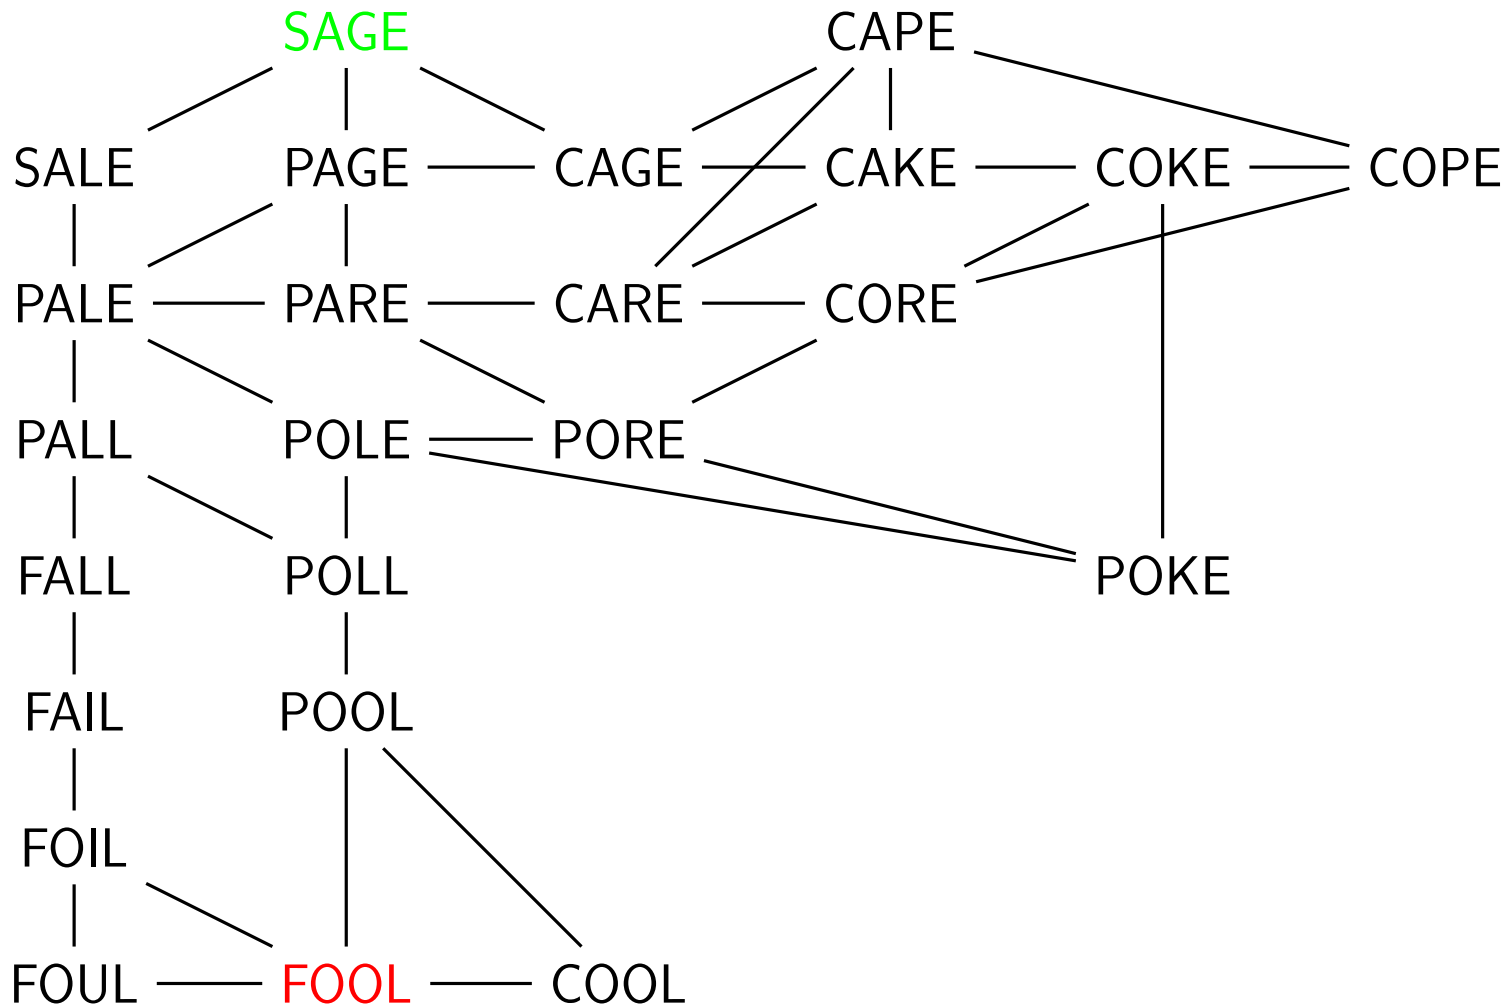 SAGE CAPE
SALE PAGE CAGE CAKE COKE COPE
PALE PARE CARE CORE
PALL POLE PORE
FALL POLL POKE
FAIL POOL
FOIL
FOUL FOOL COOL